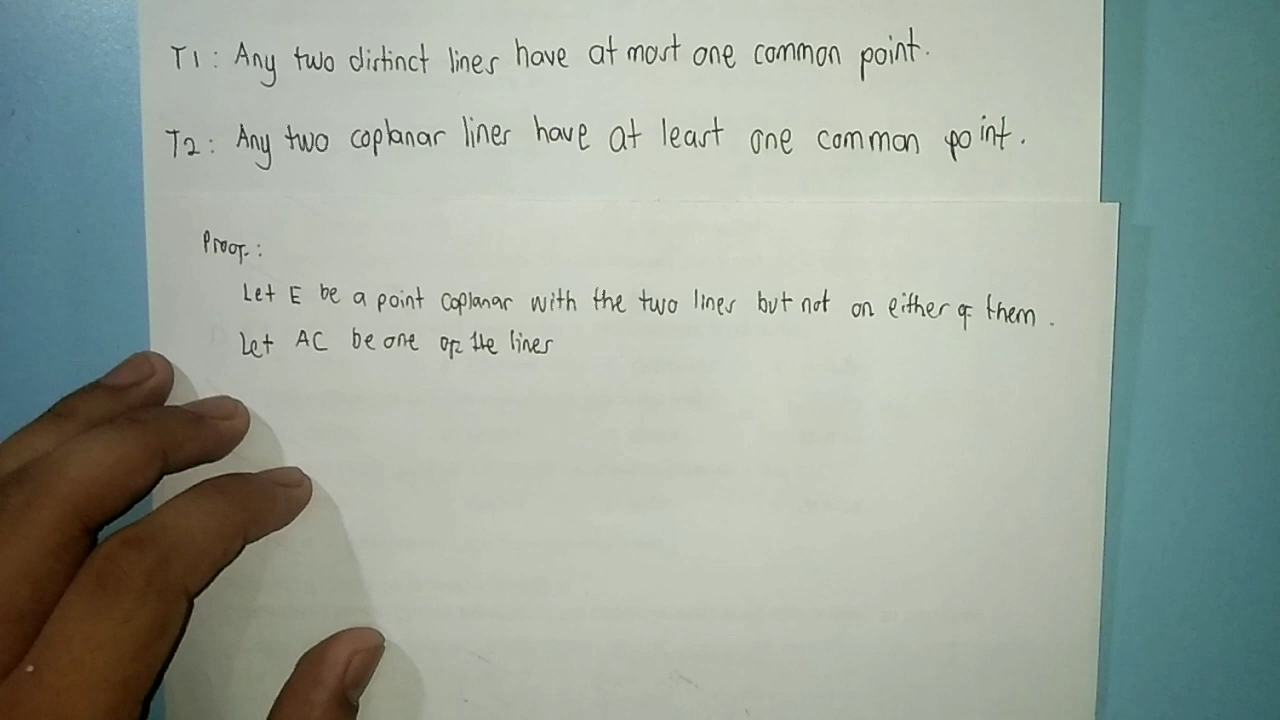 T1: Any two distinct lines have at most one common point.
T2: Any two coplanar lines have at least one common point.
Proof:
Let E be a point coplanar with the two lines but not on either of them.
Let AC be one of the lines